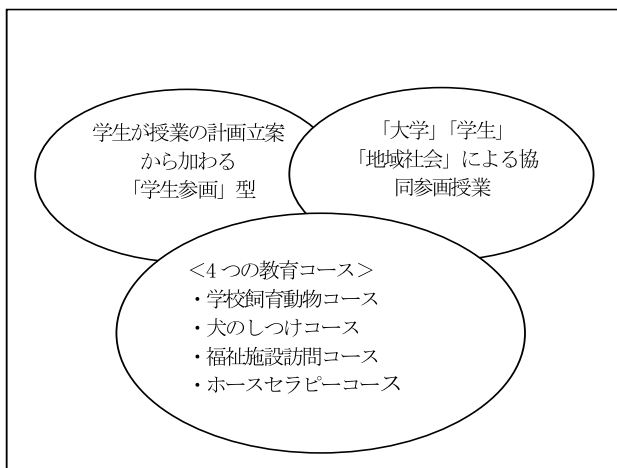 学生が授業の計画立案
から加わる
「学生参画」型
「大学」「学生」
「地域社会」による協
同参画授業
＜4 つの教育コース＞
・学校飼育動物コース
・犬のしつけコース
・福祉施設訪問コース
・ホースセラピーコース